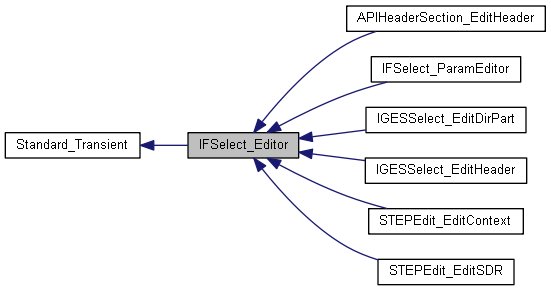 APIHeaderSection_EditHeader
IFSelect_ParamEditor
IGESSelect_EditDirPart
Standard_Transient
IFSelect_Editor
IGESSelect_EditHeader
STEPEdit_EditContext
STEPEdit_EditSDR